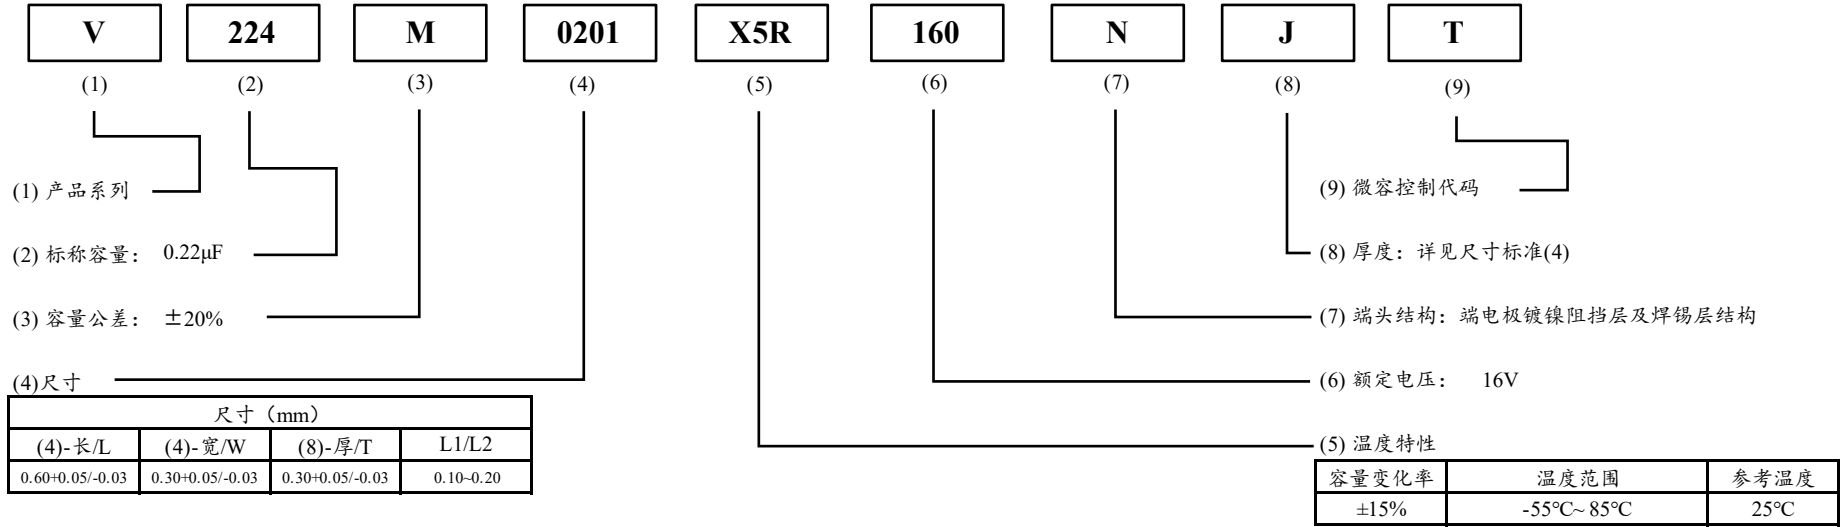 V 224 M 0201 X5R 160 N J T
(1) (2) (3) (4) (5) (6) (7) (8) (9)
(1) 产品系列
(9) 微容控制代码
(2) 标称容量： 0.22μF
(8) 厚度：详见尺寸标准(4)
(3) 容量公差： ±20%
(7) 端头结构：端电极镀镍阻挡层及焊锡层结构
(4)尺寸
(6) 额定电压： 16V
尺寸（mm）
(4)-长/L (4)-宽/W (8)-厚/T L1/L2
0.60+0.05/-0.03 0.30+0.05/-0.03 0.30+0.05/-0.03 0.10~0.20
(5) 温度特性
容量变化率 温度范围 参考温度
±15% -55°C~ 85°C 25°C